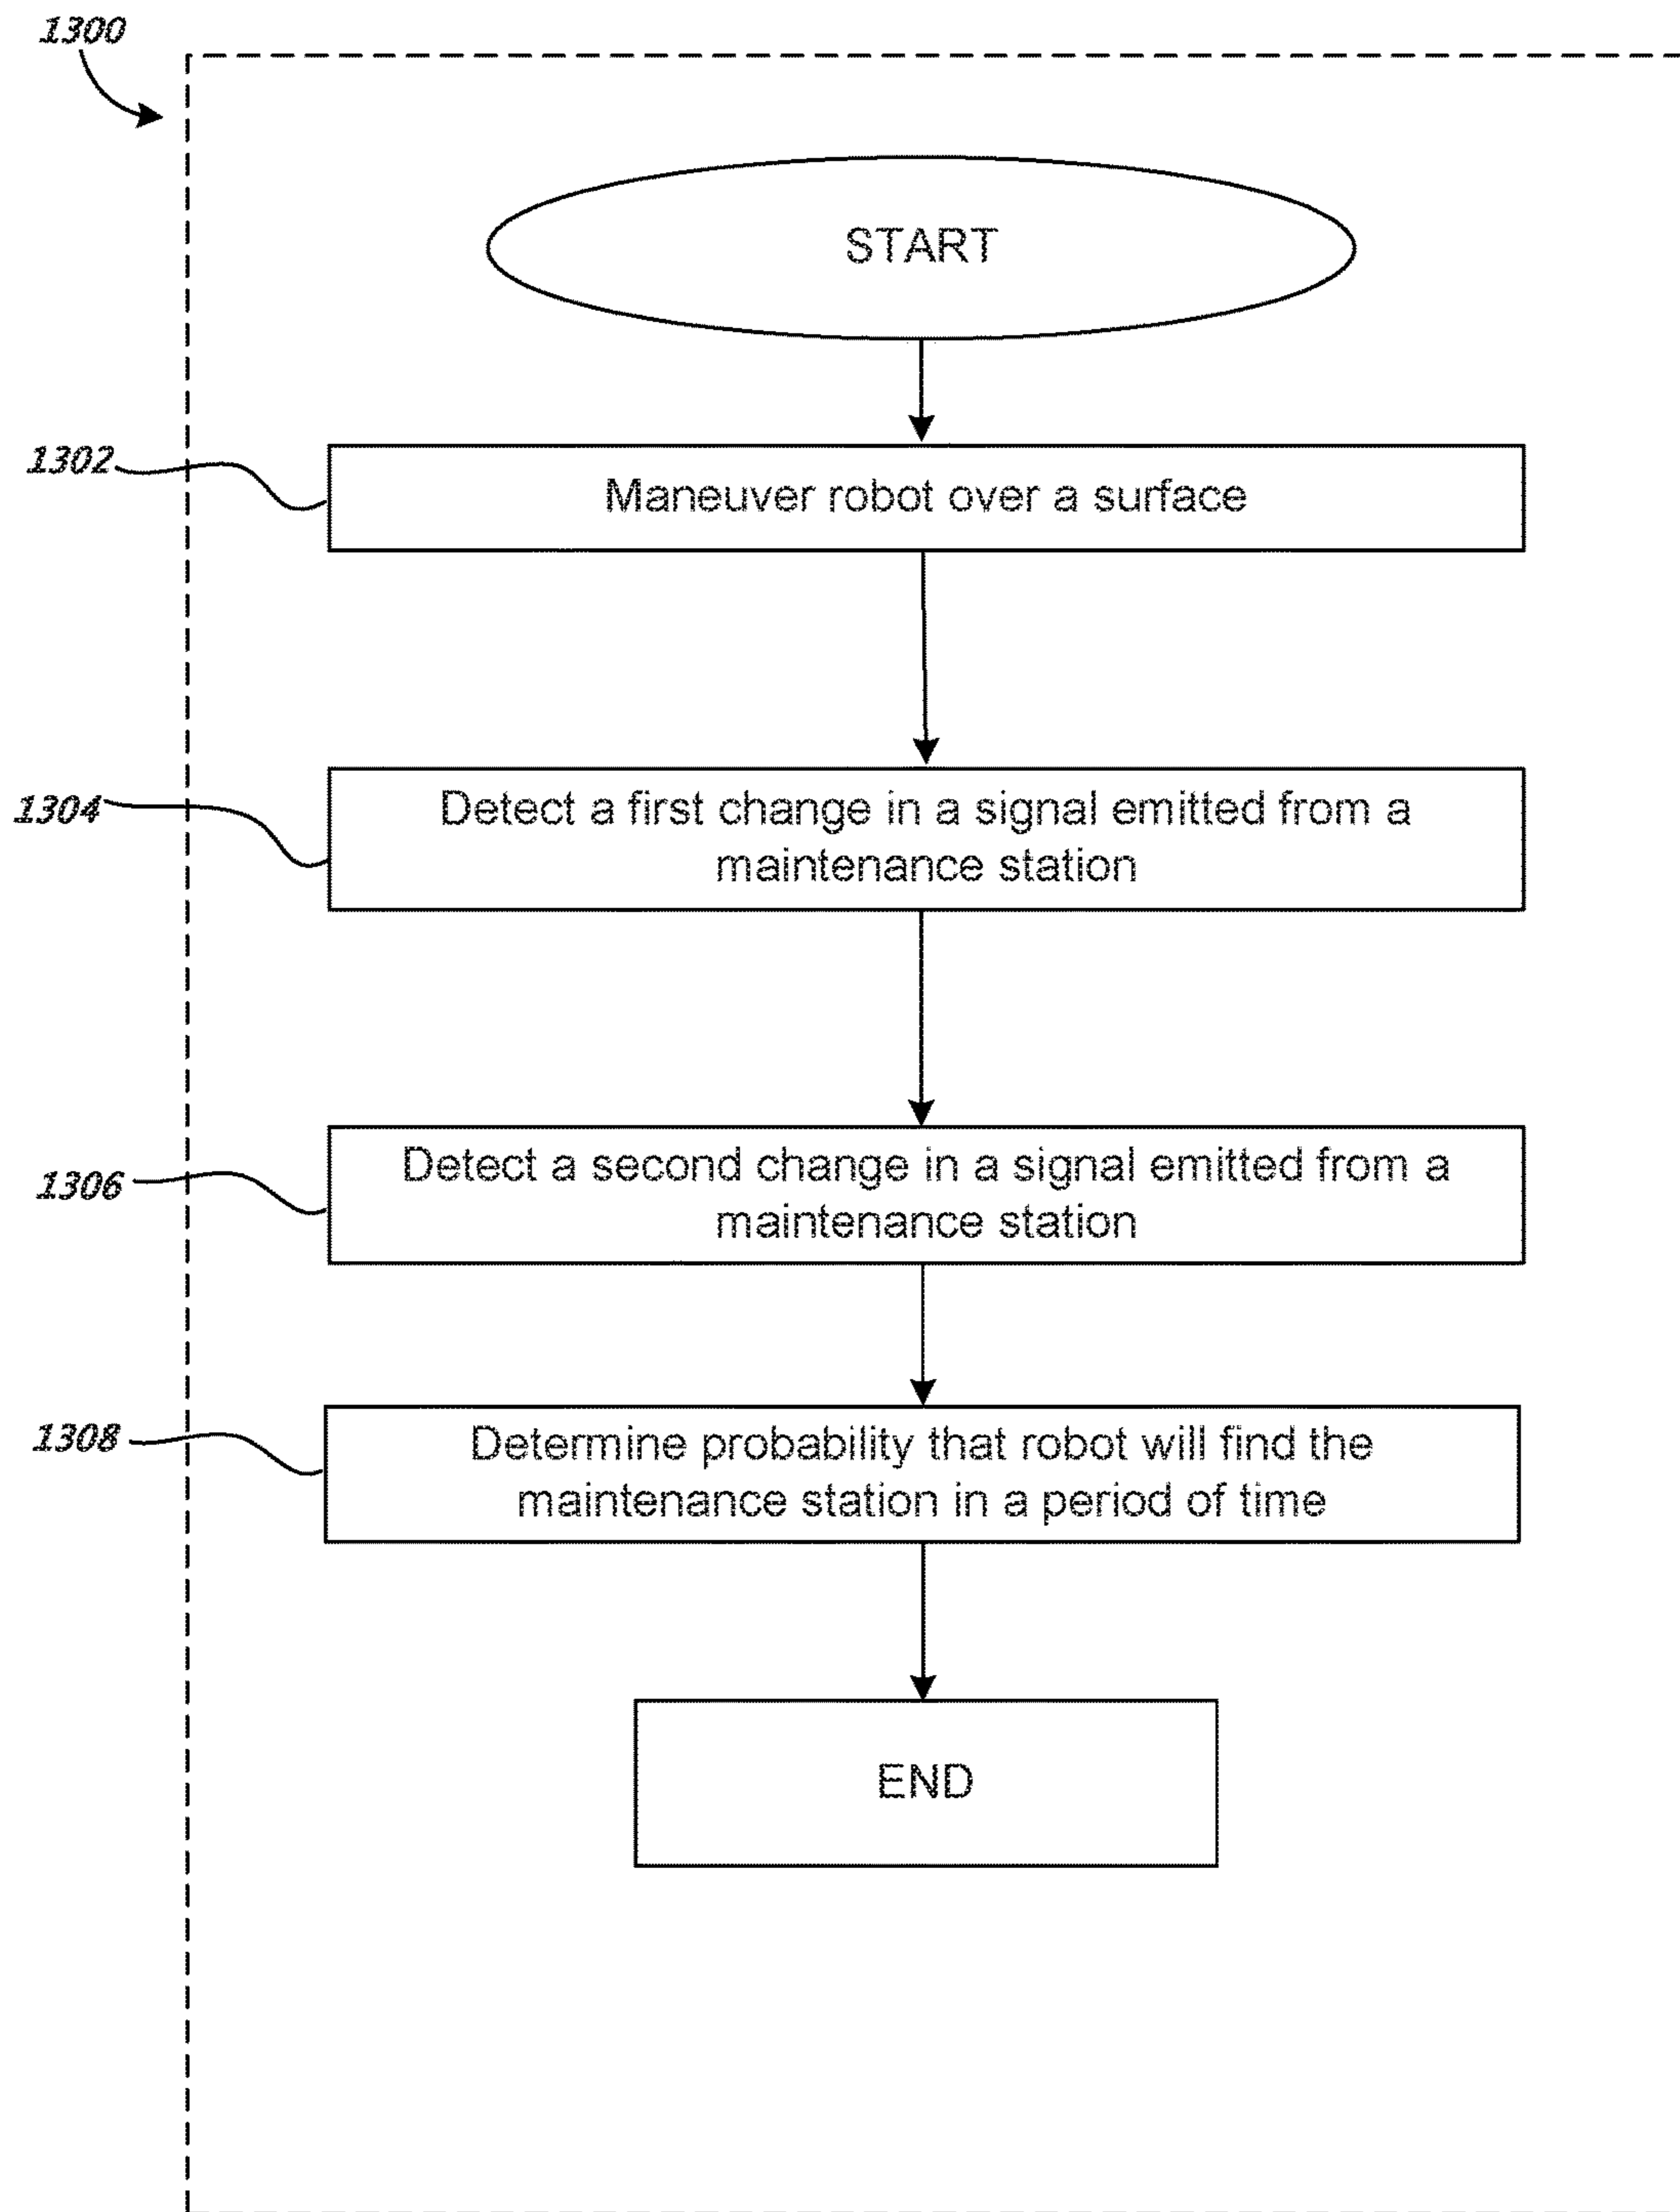 1300
START
1302
Maneuver robot over a surface
1304
Detect a first change in a signal emitted from a
maintenance station
1306
Detect a second change in a signal emitted from a
maintenance station
1308
Determine probability that robot will find the
maintenance station in a period of time
END